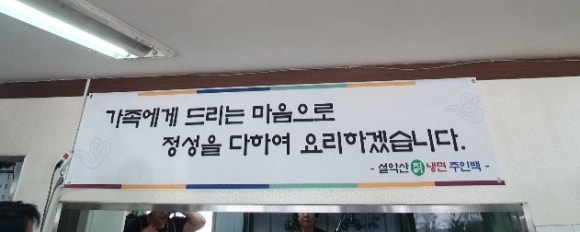 가족에게 드리는 마음으로
정성을 다하여 요리하겠습니다.
- 설악산 칡 냉면 주인백 -